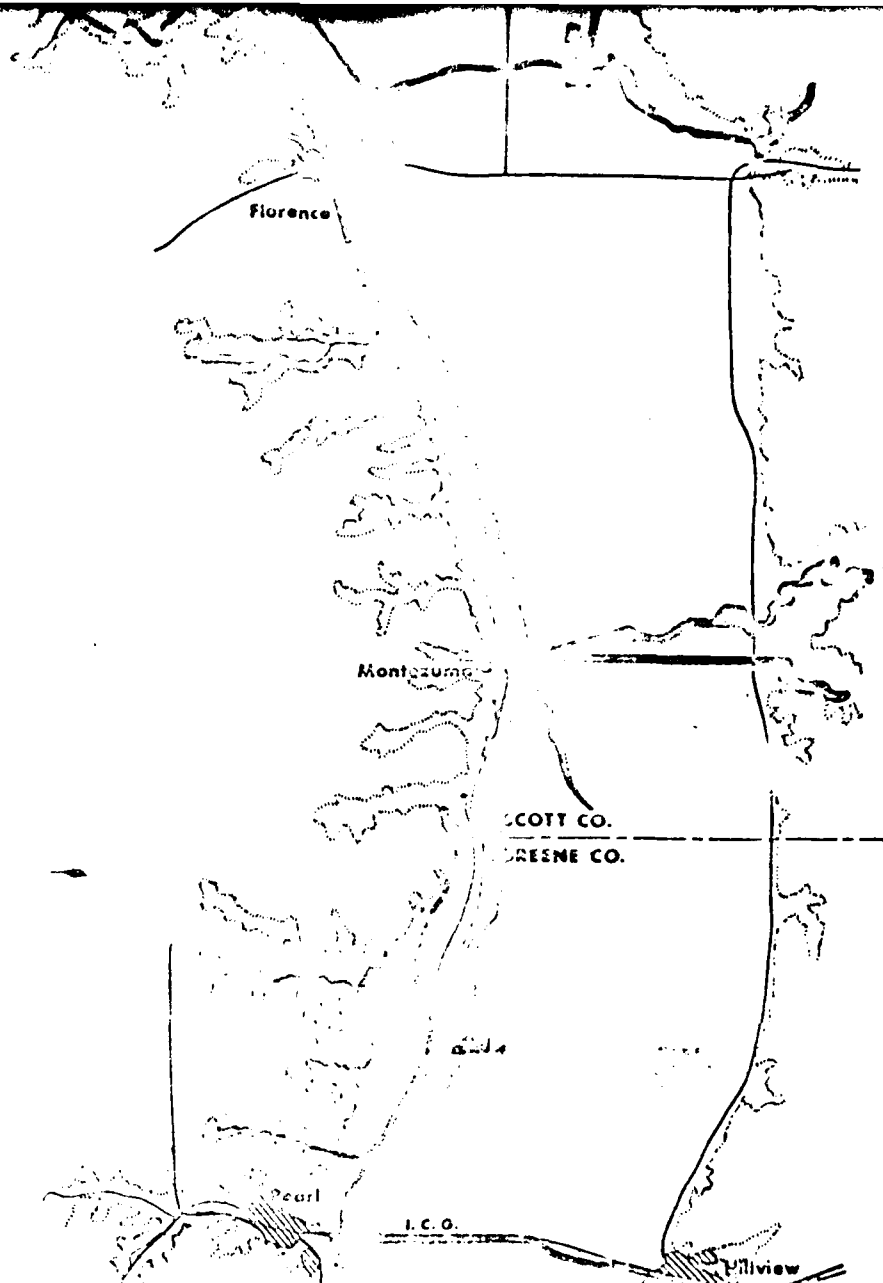 Florence
Montezuma
SCOTT CO.
GREENE CO.
Pearl
I. C. G.
Hillview